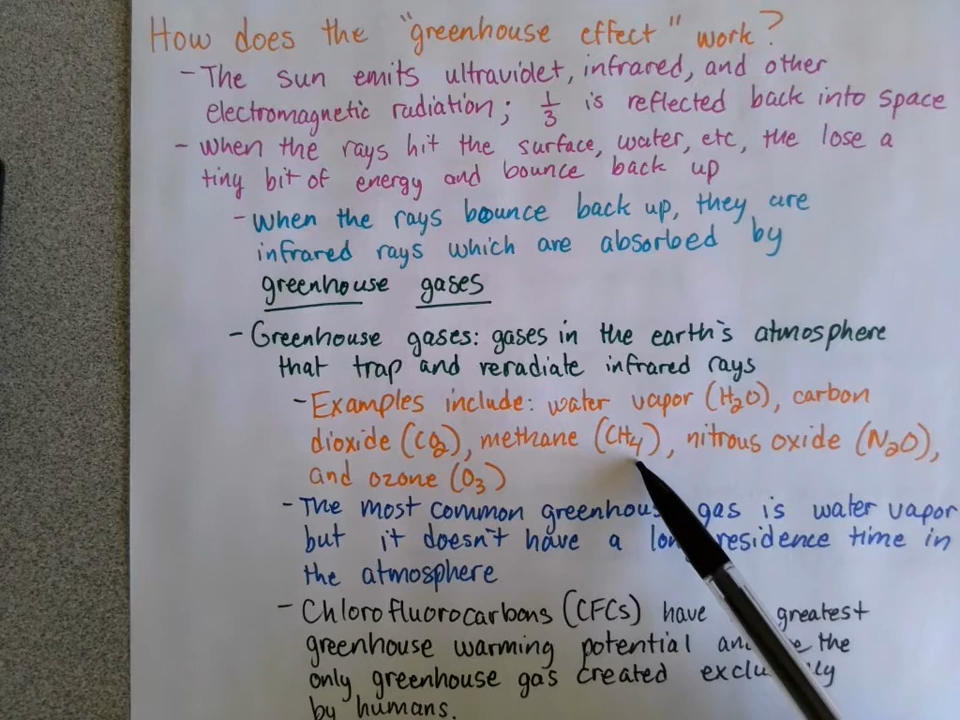 How does the "greenhouse effect" work?
- The sun emits ultraviolet, infrared, and other
electromagnetic radiation; 1/3 is reflected back into space
- When the rays hit the surface, water, etc, the lose a
tiny bit of energy and bounce back up
- When the rays bounce back up, they are
infrared rays which are absorbed by
greenhouse gases
- Greenhouse gases: gases in the earth's atmosphere
that trap and reradiate infrared rays
- Examples include: water vapor (H2O), carbon
dioxide (CO2), methane (CH4), nitrous oxide (N2O),
and ozone (O3)
- The most common greenhouse gas is water vapor
but it doesn't have a long residence time in
the atmosphere
- Chlorofluorocarbons (CFCs) have greatest
greenhouse warming potential the
only greenhouse gas created exclusively
by humans.